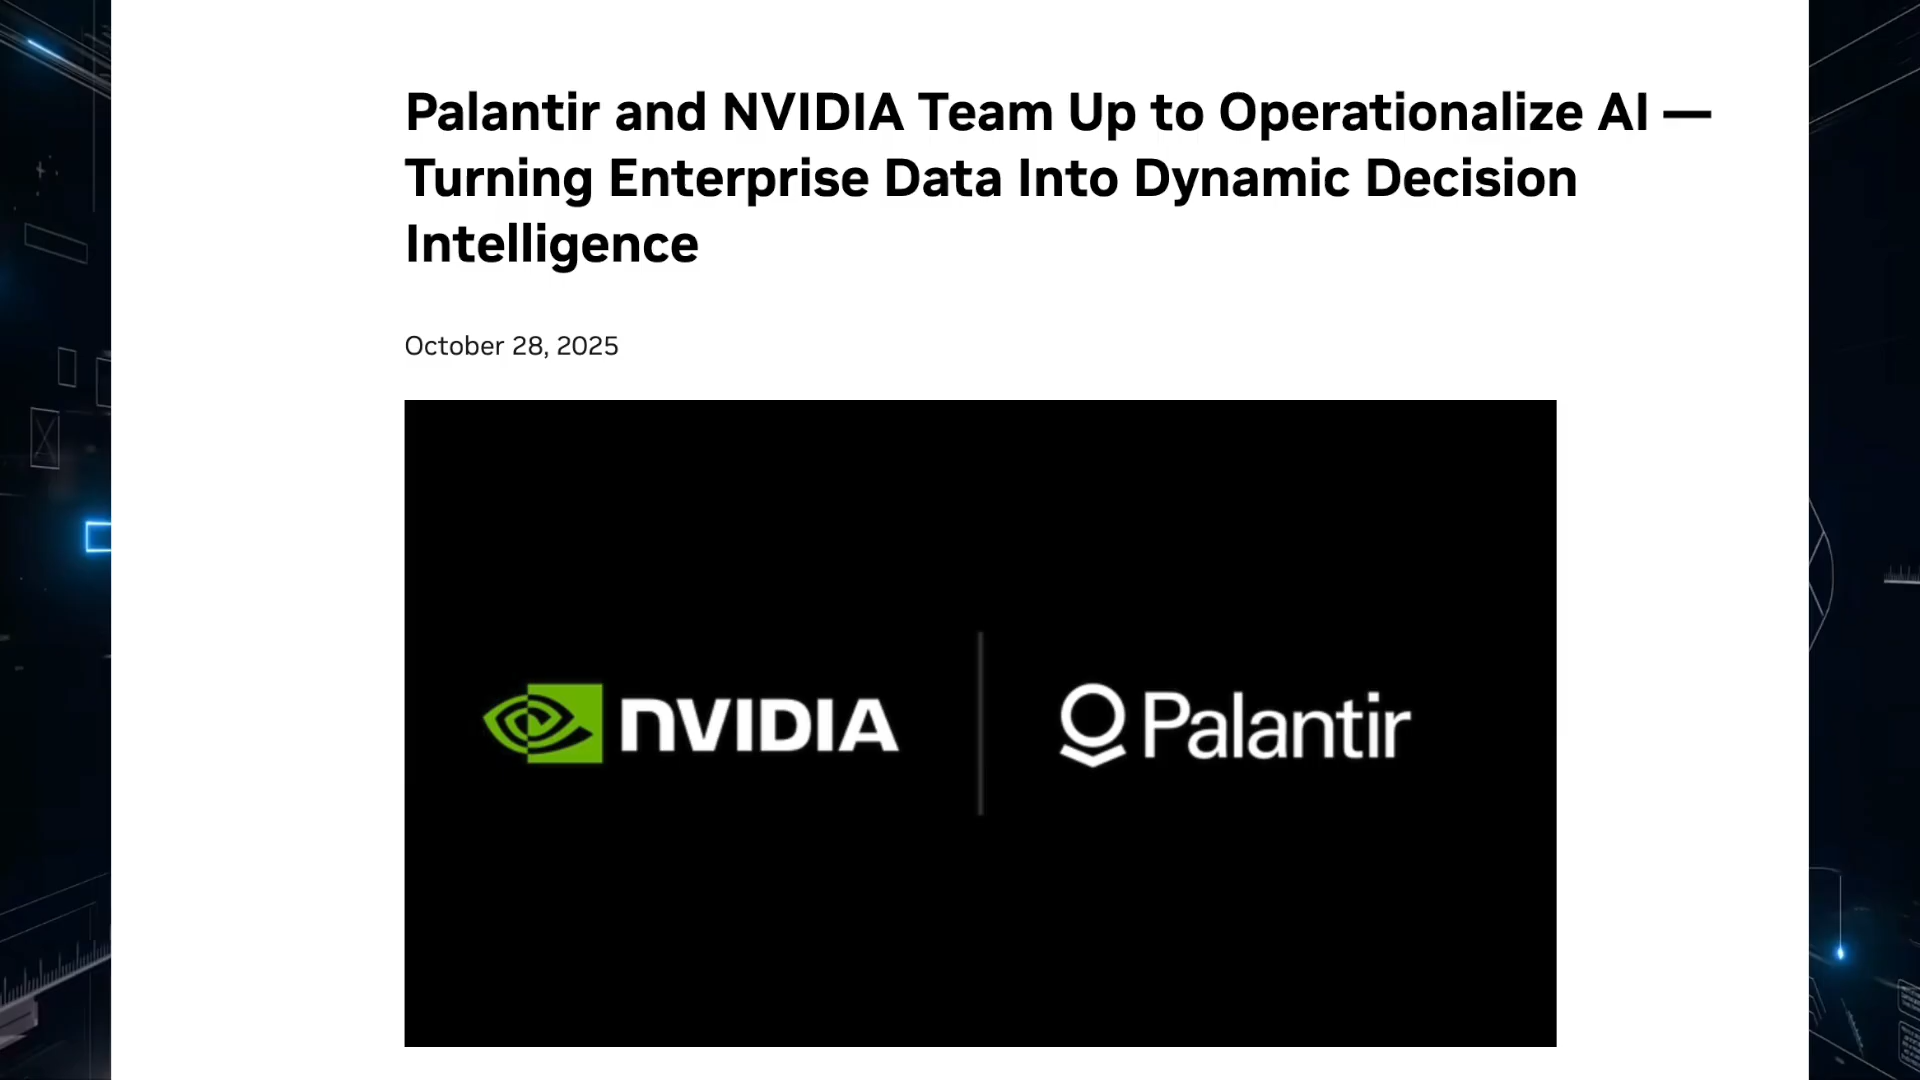 Palantir and NVIDIA Team Up to Operationalize AI —
Turning Enterprise Data Into Dynamic Decision
Intelligence
October 28, 2025
NVIDIA
Palantir